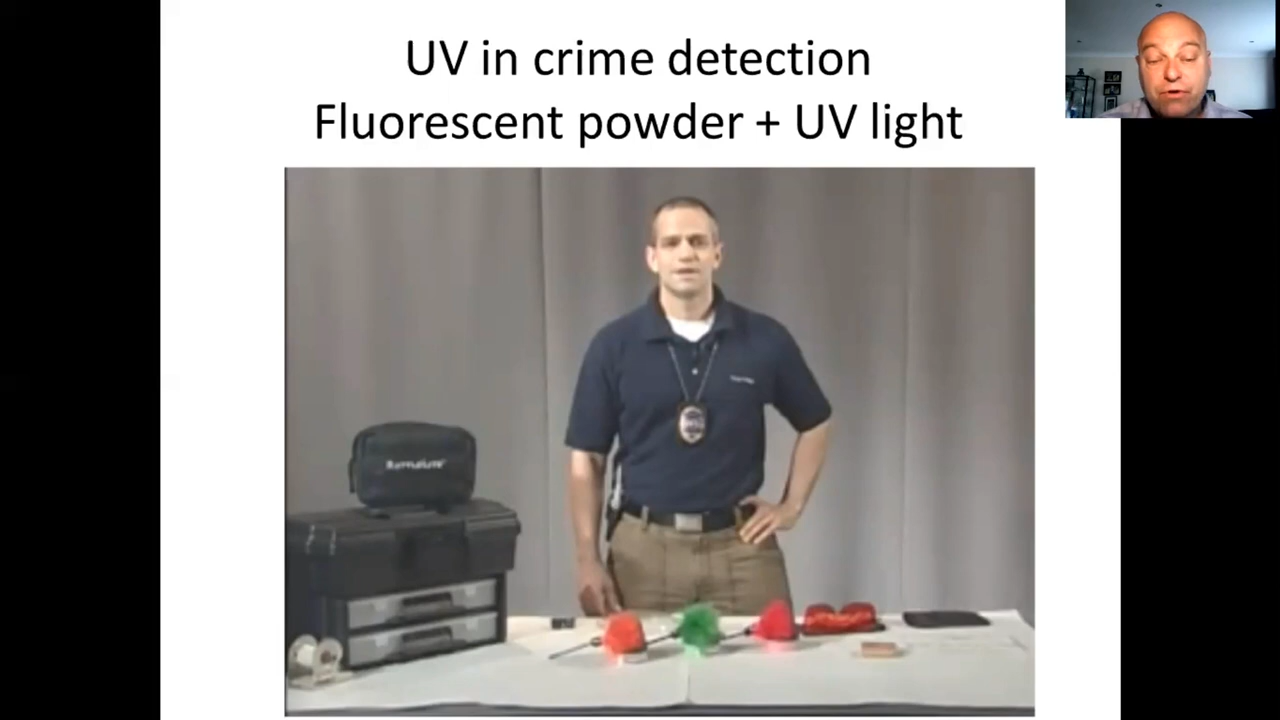 UV in crime detection
Fluorescent powder + UV light